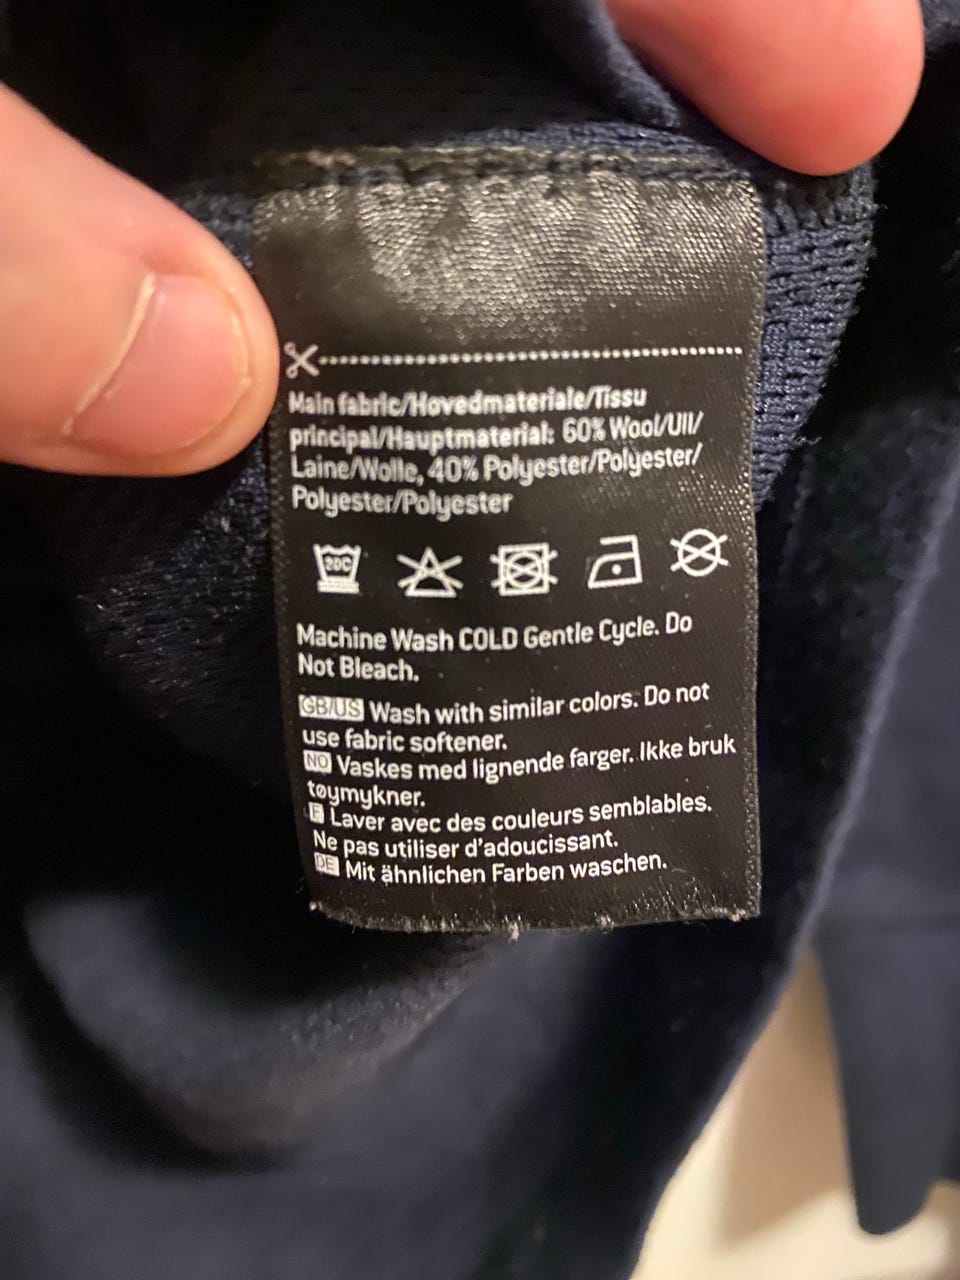 Main fabric/Hovedmateriale/Tissu
principal/Hauptmaterial: 60% Wool/Ull/
Laine/Wolle, 40% Polyester/Polyester/
Polyester/Polyester
20C
Machine Wash COLD Gentle Cycle. Do
Not Bleach.
GB/US Wash with similar colors. Do not
use fabric softener.
NO Vaskes med lignende farger. Ikke bruk
tøymykner.
F Laver avec des couleurs semblables.
Ne pas utiliser d'adoucissant.
DE Mit ähnlichen Farben waschen.